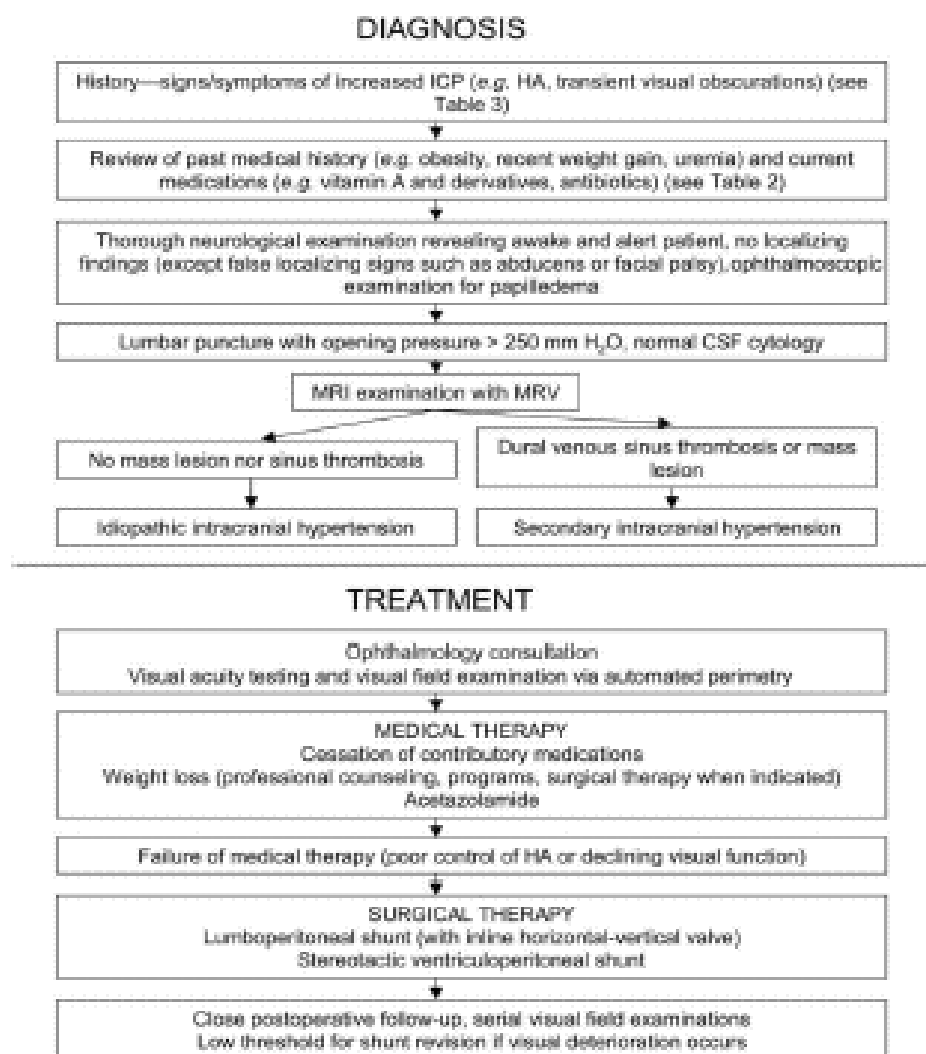 DIAGNOSIS
History—signs/symptoms of increased ICP (e.g. HA, transient visual obscurations) (see
Table 3)
Review of past medical history (e.g. obesity, recent weight gain, uremia) and current
medications (e.g. vitamin A and derivatives, antibiotics) (see Table 2)
Thorough neurological examination revealing awake and alert patient, no localizing
findings (except false localizing signs such as abducens or facial palsy),ophthalmoscopic
examination for papilledema
Lumbar puncture with opening pressure > 250 mm H₂O, normal CSF cytology
MRI examination with MRV
No mass lesion nor sinus thrombosis
Dural venous sinus thrombosis or mass
lesion
Idiopathic intracranial hypertension
Secondary intracranial hypertension
TREATMENT
Ophthalmology consultation
Visual acuity testing and visual field examination via automated perimetry
MEDICAL THERAPY
Cessation of contributory medications
Weight loss (professional counseling, programs, surgical therapy when indicated)
Acetazolamide
Failure of medical therapy (poor control of HA or declining visual function)
SURGICAL THERAPY
Lumboperitoneal shunt (with inline horizontal-vertical valve)
Stereotactic ventriculoperitoneal shunt
Close postoperative follow-up, serial visual field examinations
Low threshold for shunt revision if visual deterioration occurs